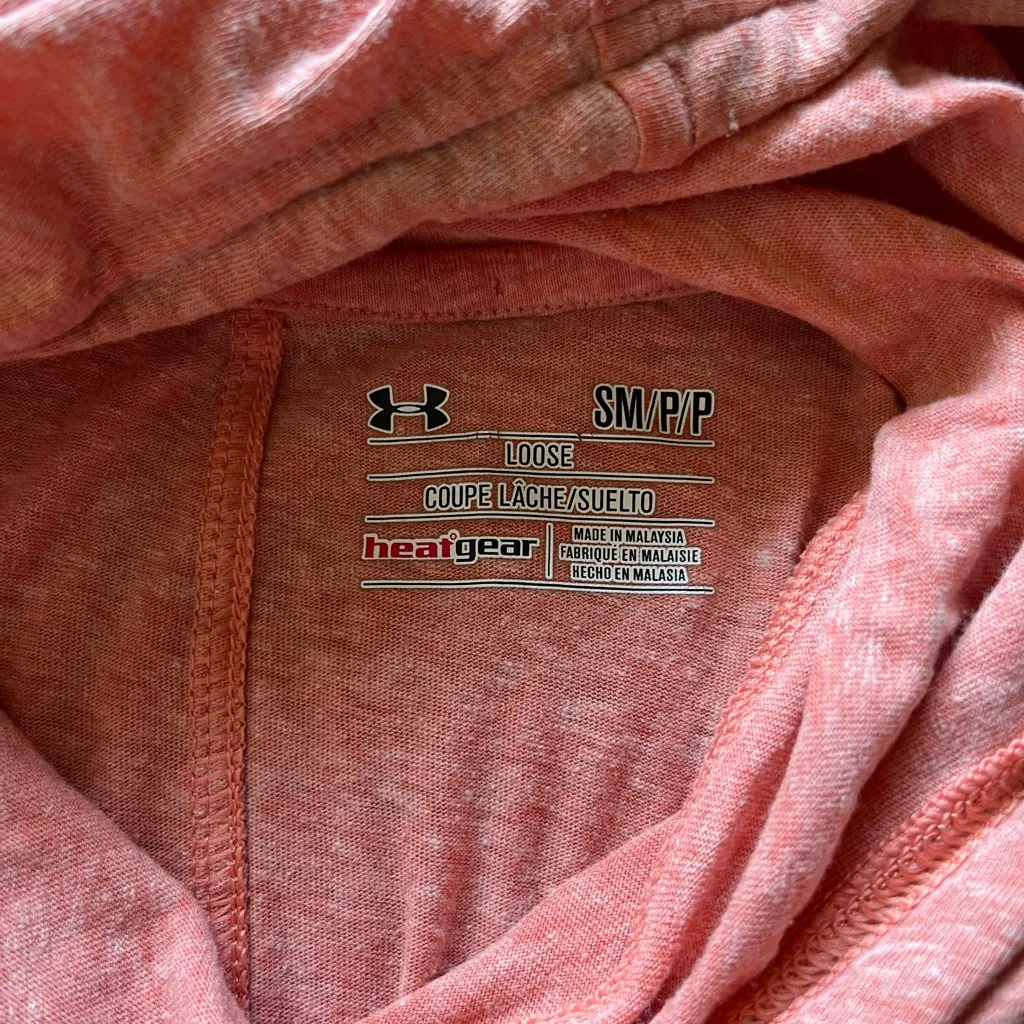 SM/P/P
LOOSE
COUPE LÂCHE/SUELTO
heatgear
MADE IN MALAYSIA
FABRIQUÉ EN MALAISIE
HECHO EN MALASIA